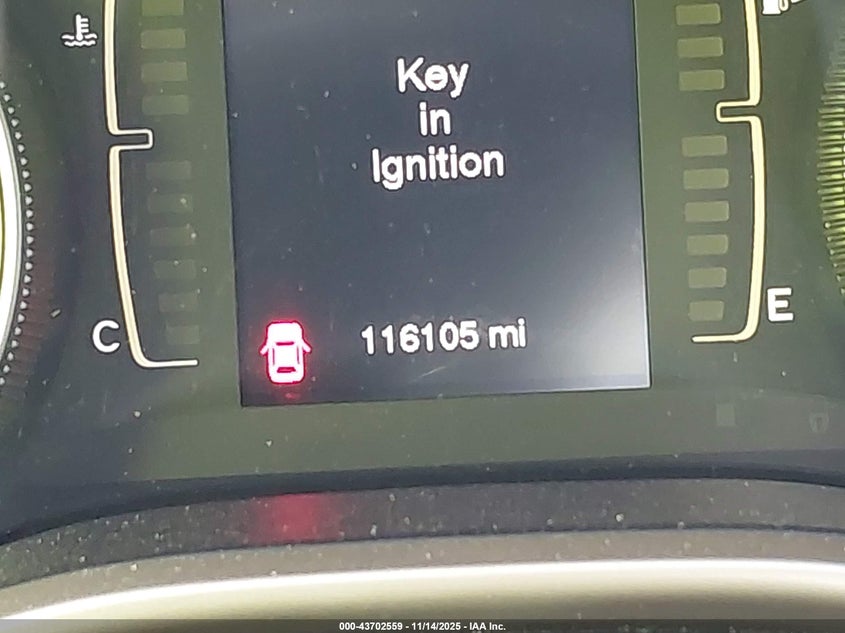 Key
in
Ignition
116105 mi
C
E
000-43702559 - 11/14/2025 - IAA Inc.